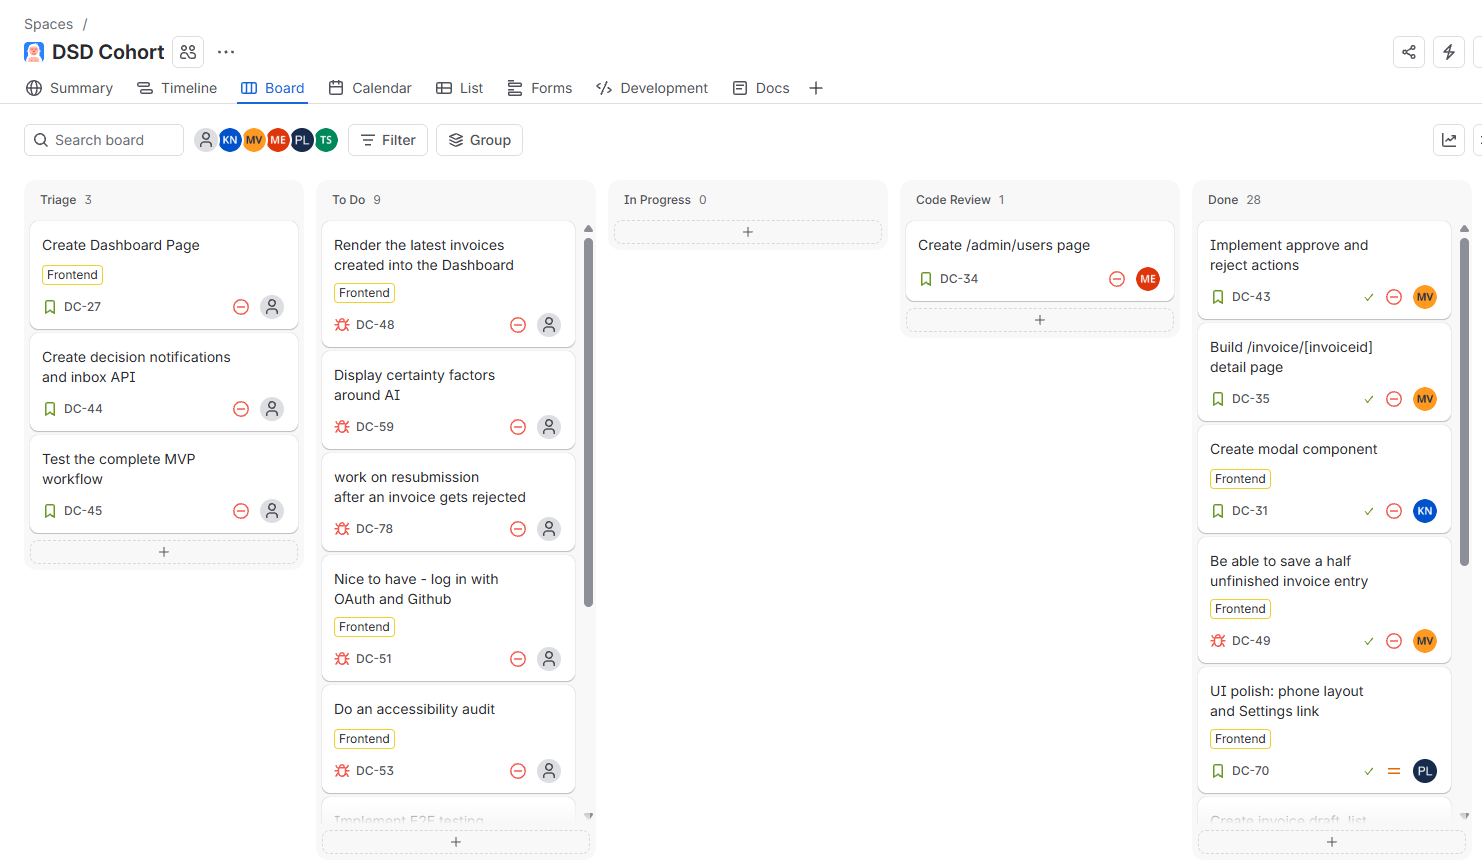 Spaces /
DSD Cohort
Summary Timeline Board Calendar List Forms Development Docs
Search board KN MV ME PL TS Filter Group
Triage 3
Create Dashboard Page
Frontend
DC-27
Create decision notifications
and inbox API
DC-44
Test the complete MVP
workflow
DC-45
To Do 9
Render the latest invoices
created into the Dashboard
Frontend
DC-48
Display certainty factors
around AI
DC-59
work on resubmission
after an invoice gets rejected
DC-78
Nice to have - log in with
OAuth and Github
Frontend
DC-51
Do an accessibility audit
Frontend
DC-53
Implement E2E testing
In Progress 0
Code Review 1
Create /admin/users page
DC-34 ME
Done 28
Implement approve and
reject actions
DC-43 MV
Build /invoice/[invoiceid]
detail page
DC-35 MV
Create modal component
Frontend
DC-31 KN
Be able to save a half
unfinished invoice entry
Frontend
DC-49 MV
UI polish: phone layout
and Settings link
Frontend
DC-70 PL
Create invoice draft, list